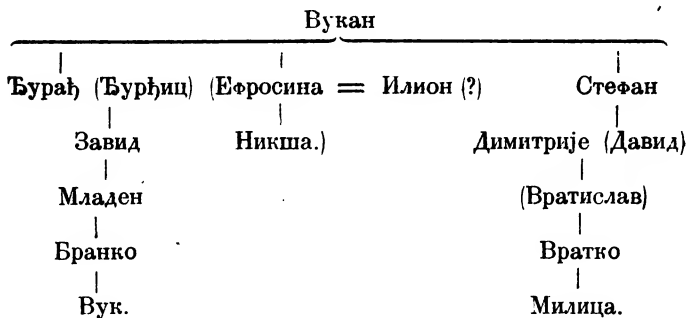 Вукан
Ђурађ (Ђурђиц) (Ефросина = Илион (?) Стефан
Завид Никша.) Димитрије (Давид)
Младен (Вратислав)
Бранко Вратко
Вук. Милица.